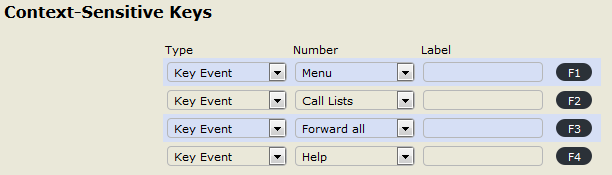 Context-Sensitive Keys
Type Number Label
Key Event Menu F1
Key Event Call Lists F2
Key Event Forward all F3
Key Event Help F4